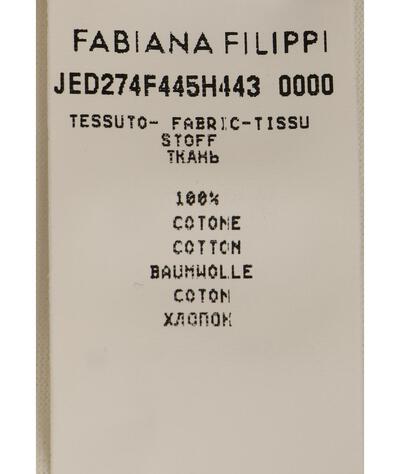 FABIANA FILIPPI
JED274F445H443 0000
TESSUTO- FABRIC-TISSU
STOFF
ТКАНЬ
100%
COTONE
COTTON
BAUMWOLLE
COTON
ХЛОПОК